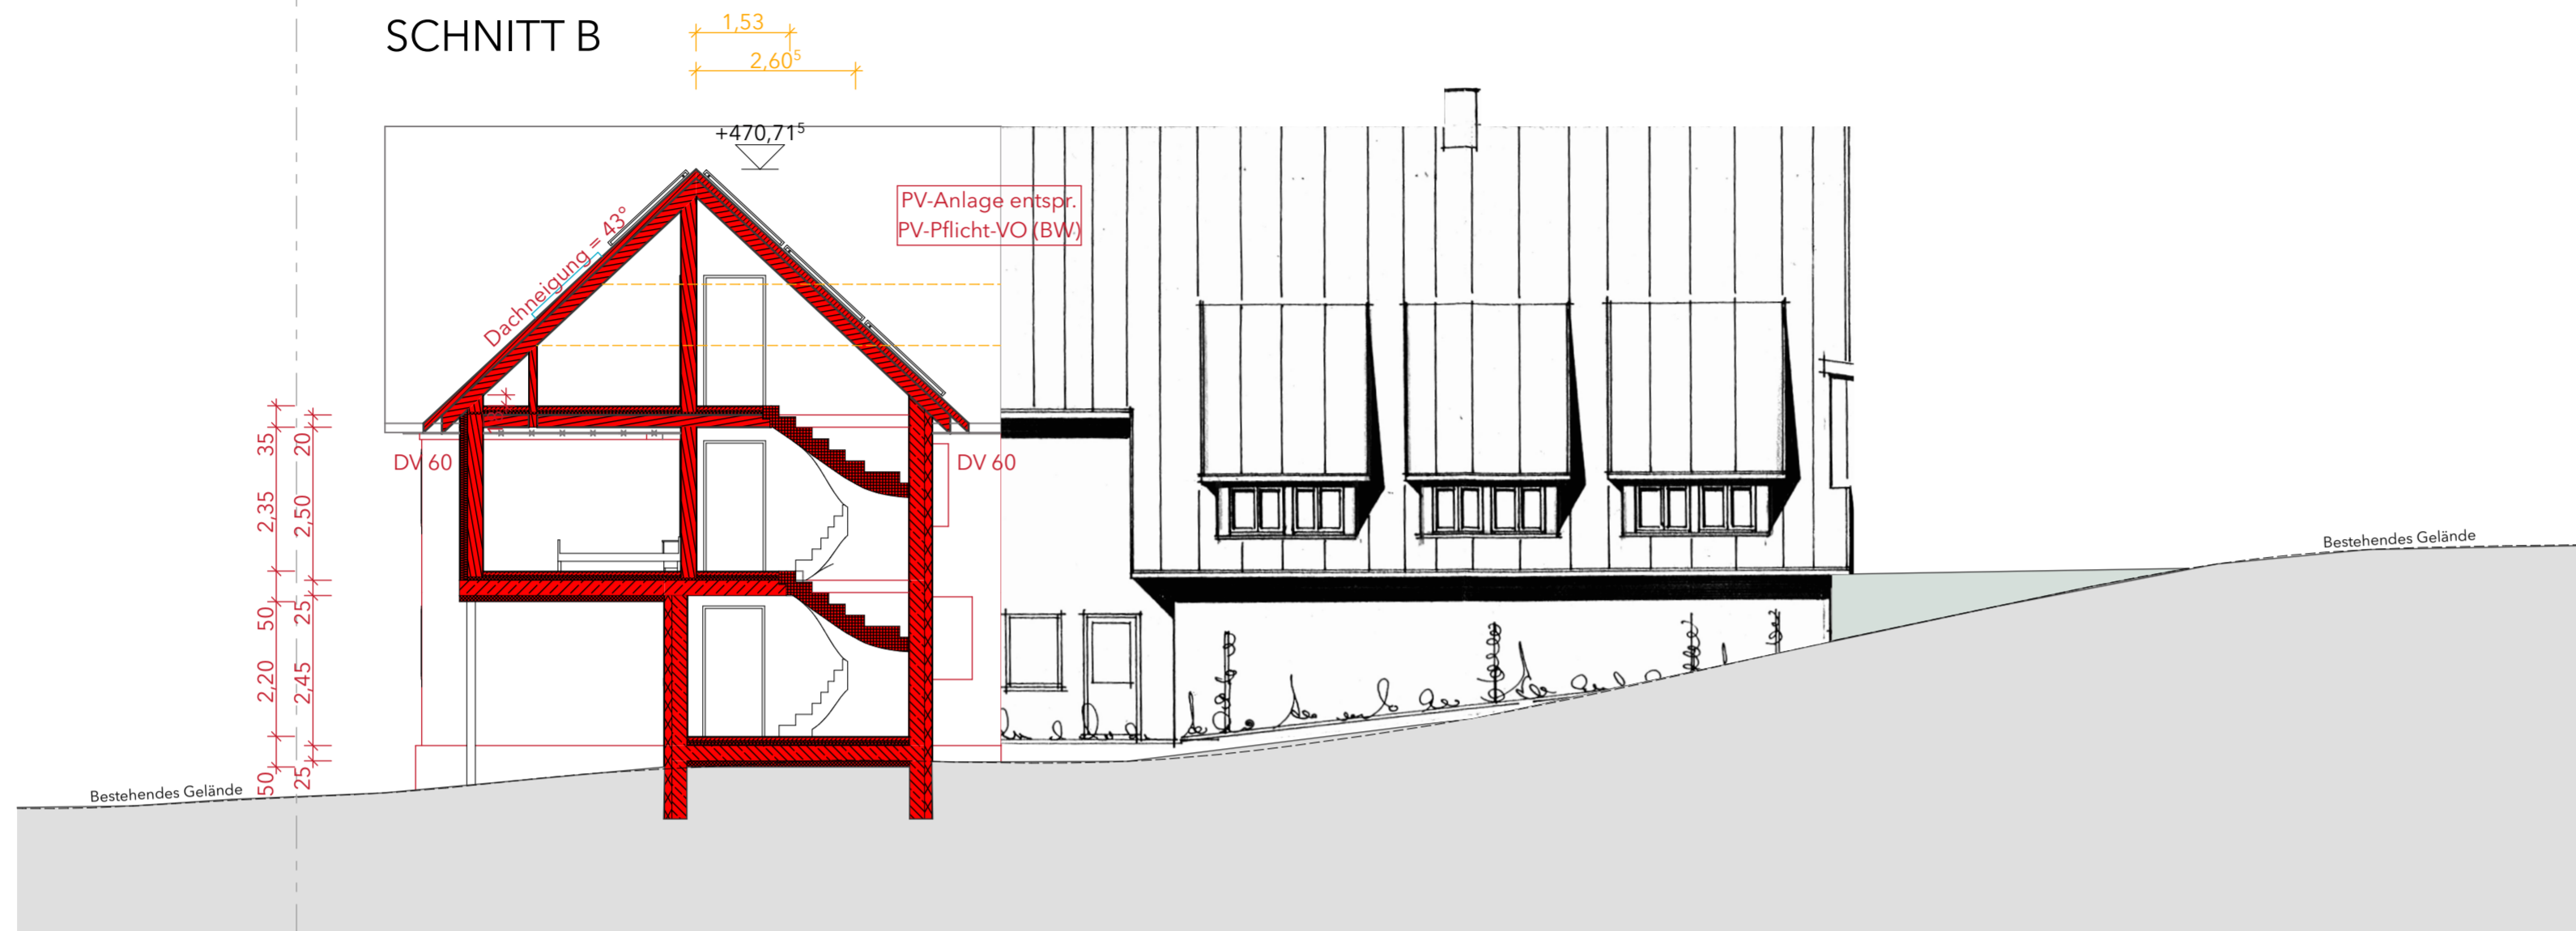 SCHNITT B
1,53
2,60⁵
+470,71⁵
PV-Anlage entspr.
PV-Pflicht-VO (BW)
Dachneigung = 43°
DV 60
DV 60
35
20
2,35
2,50
50
25
2,20
2,45
50
25
Bestehendes Gelände
Bestehendes Gelände